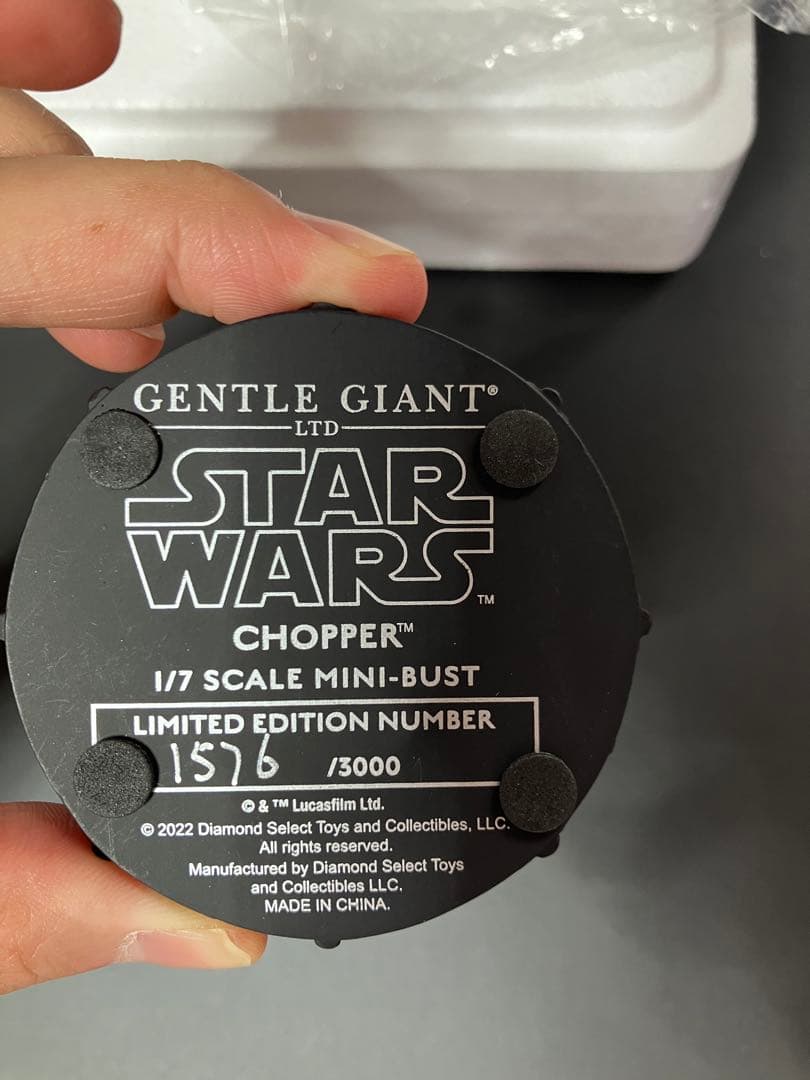 GENTLE GIANT®
LTD
STAR
WARS™
CHOPPER™
1/7 SCALE MINI-BUST
LIMITED EDITION NUMBER
1576 /3000
© & ™ Lucasfilm Ltd.
© 2022 Diamond Select Toys and Collectibles, LLC.
All rights reserved.
Manufactured by Diamond Select Toys
and Collectibles LLC.
MADE IN CHINA.